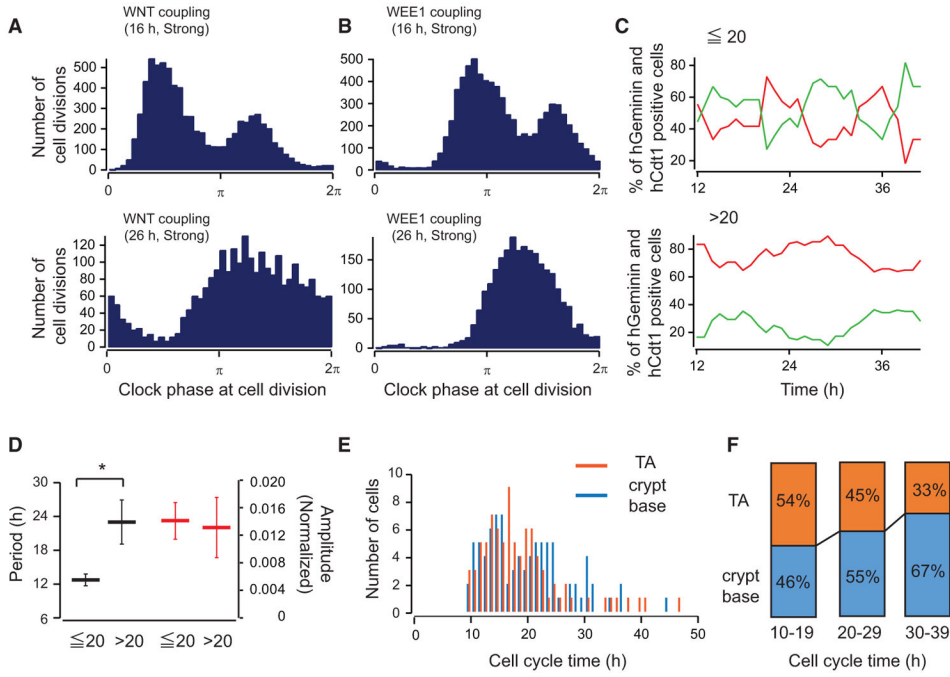 A
WNT coupling
(16 h, Strong)
Number of
cell divisions
500
400
300
200
100
0
0
π
2π
WNT coupling
(26 h, Strong)
Number of
cell divisions
120
100
80
60
40
20
0
0
π
2π
Clock phase at cell division
B
WEE1 coupling
(16 h, Strong)
500
400
300
200
100
0
0
π
2π
WEE1 coupling
(26 h, Strong)
150
100
50
0
0
π
2π
C
≦ 20
% of hGeminin and
hCdt1 positive cells
80
60
40
20
12
24
36
>20
% of hGeminin and
hCdt1 positive cells
80
60
40
20
12
24
36
Time (h)
D
*
Period (h)
30
24
18
12
6
0.020
0.016
0.012
0.008
0.004
0
Amplitude
(Normalized)
≦20 >20 ≦20 >20
E
TA
crypt
base
Number of cells
10
8
6
4
2
0
0 10 20 30 40 50
Cell cycle time (h)
F
TA
crypt
base
54%
45%
33%
46%
55%
67%
10-19 20-29 30-39
Cell cycle time (h)